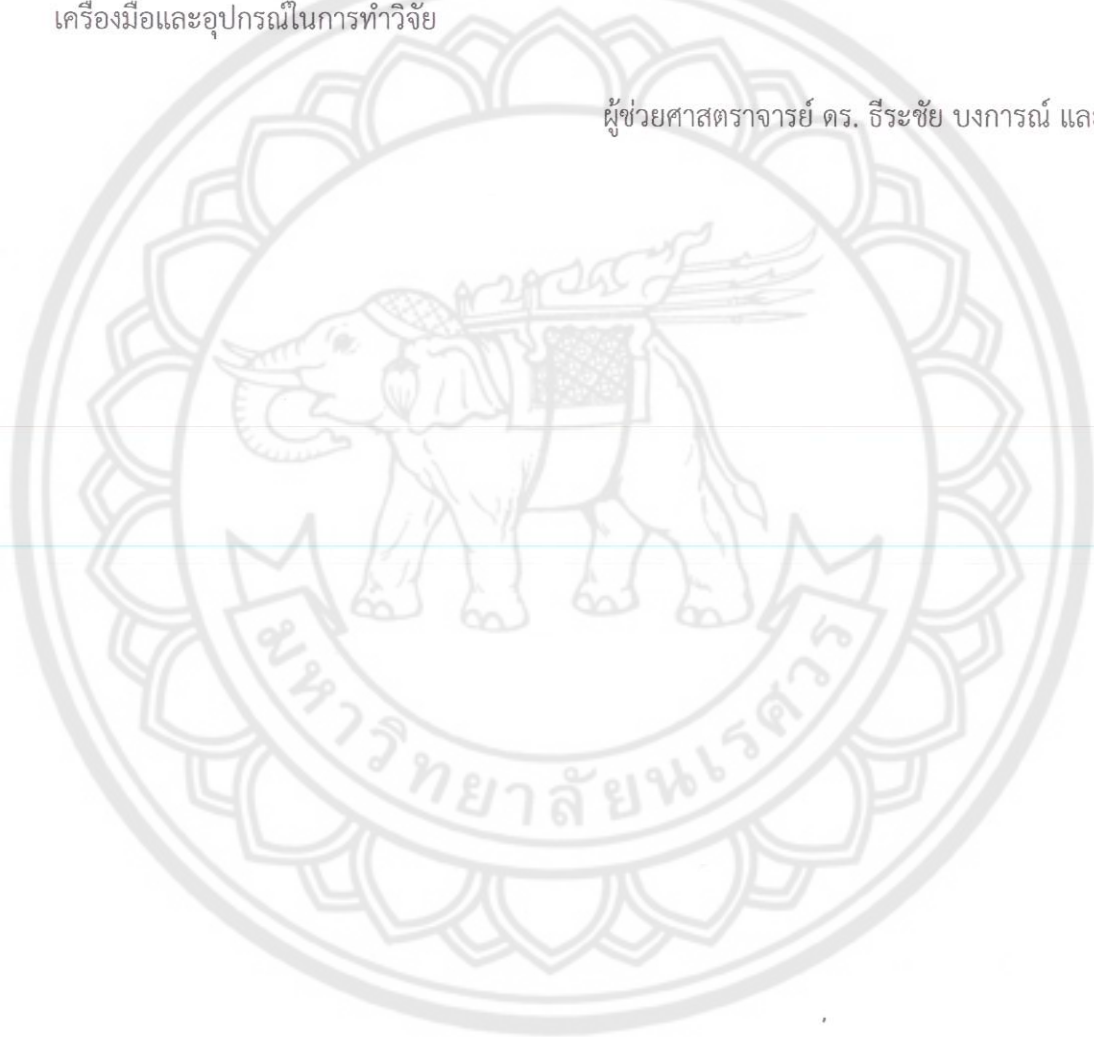 เครื่องมือและอุปกรณ์ในการทำวิจัย
ผู้ช่วยศาสตราจารย์ ดร. ธีระชัย บงการณ์ และ
มหาวิทยาลัยนเรศวร